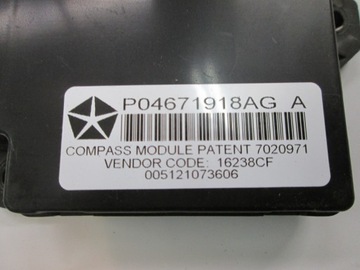 P04671918AG A
COMPASS MODULE PATENT 7020971
VENDOR CODE: 16238CF
005121073606